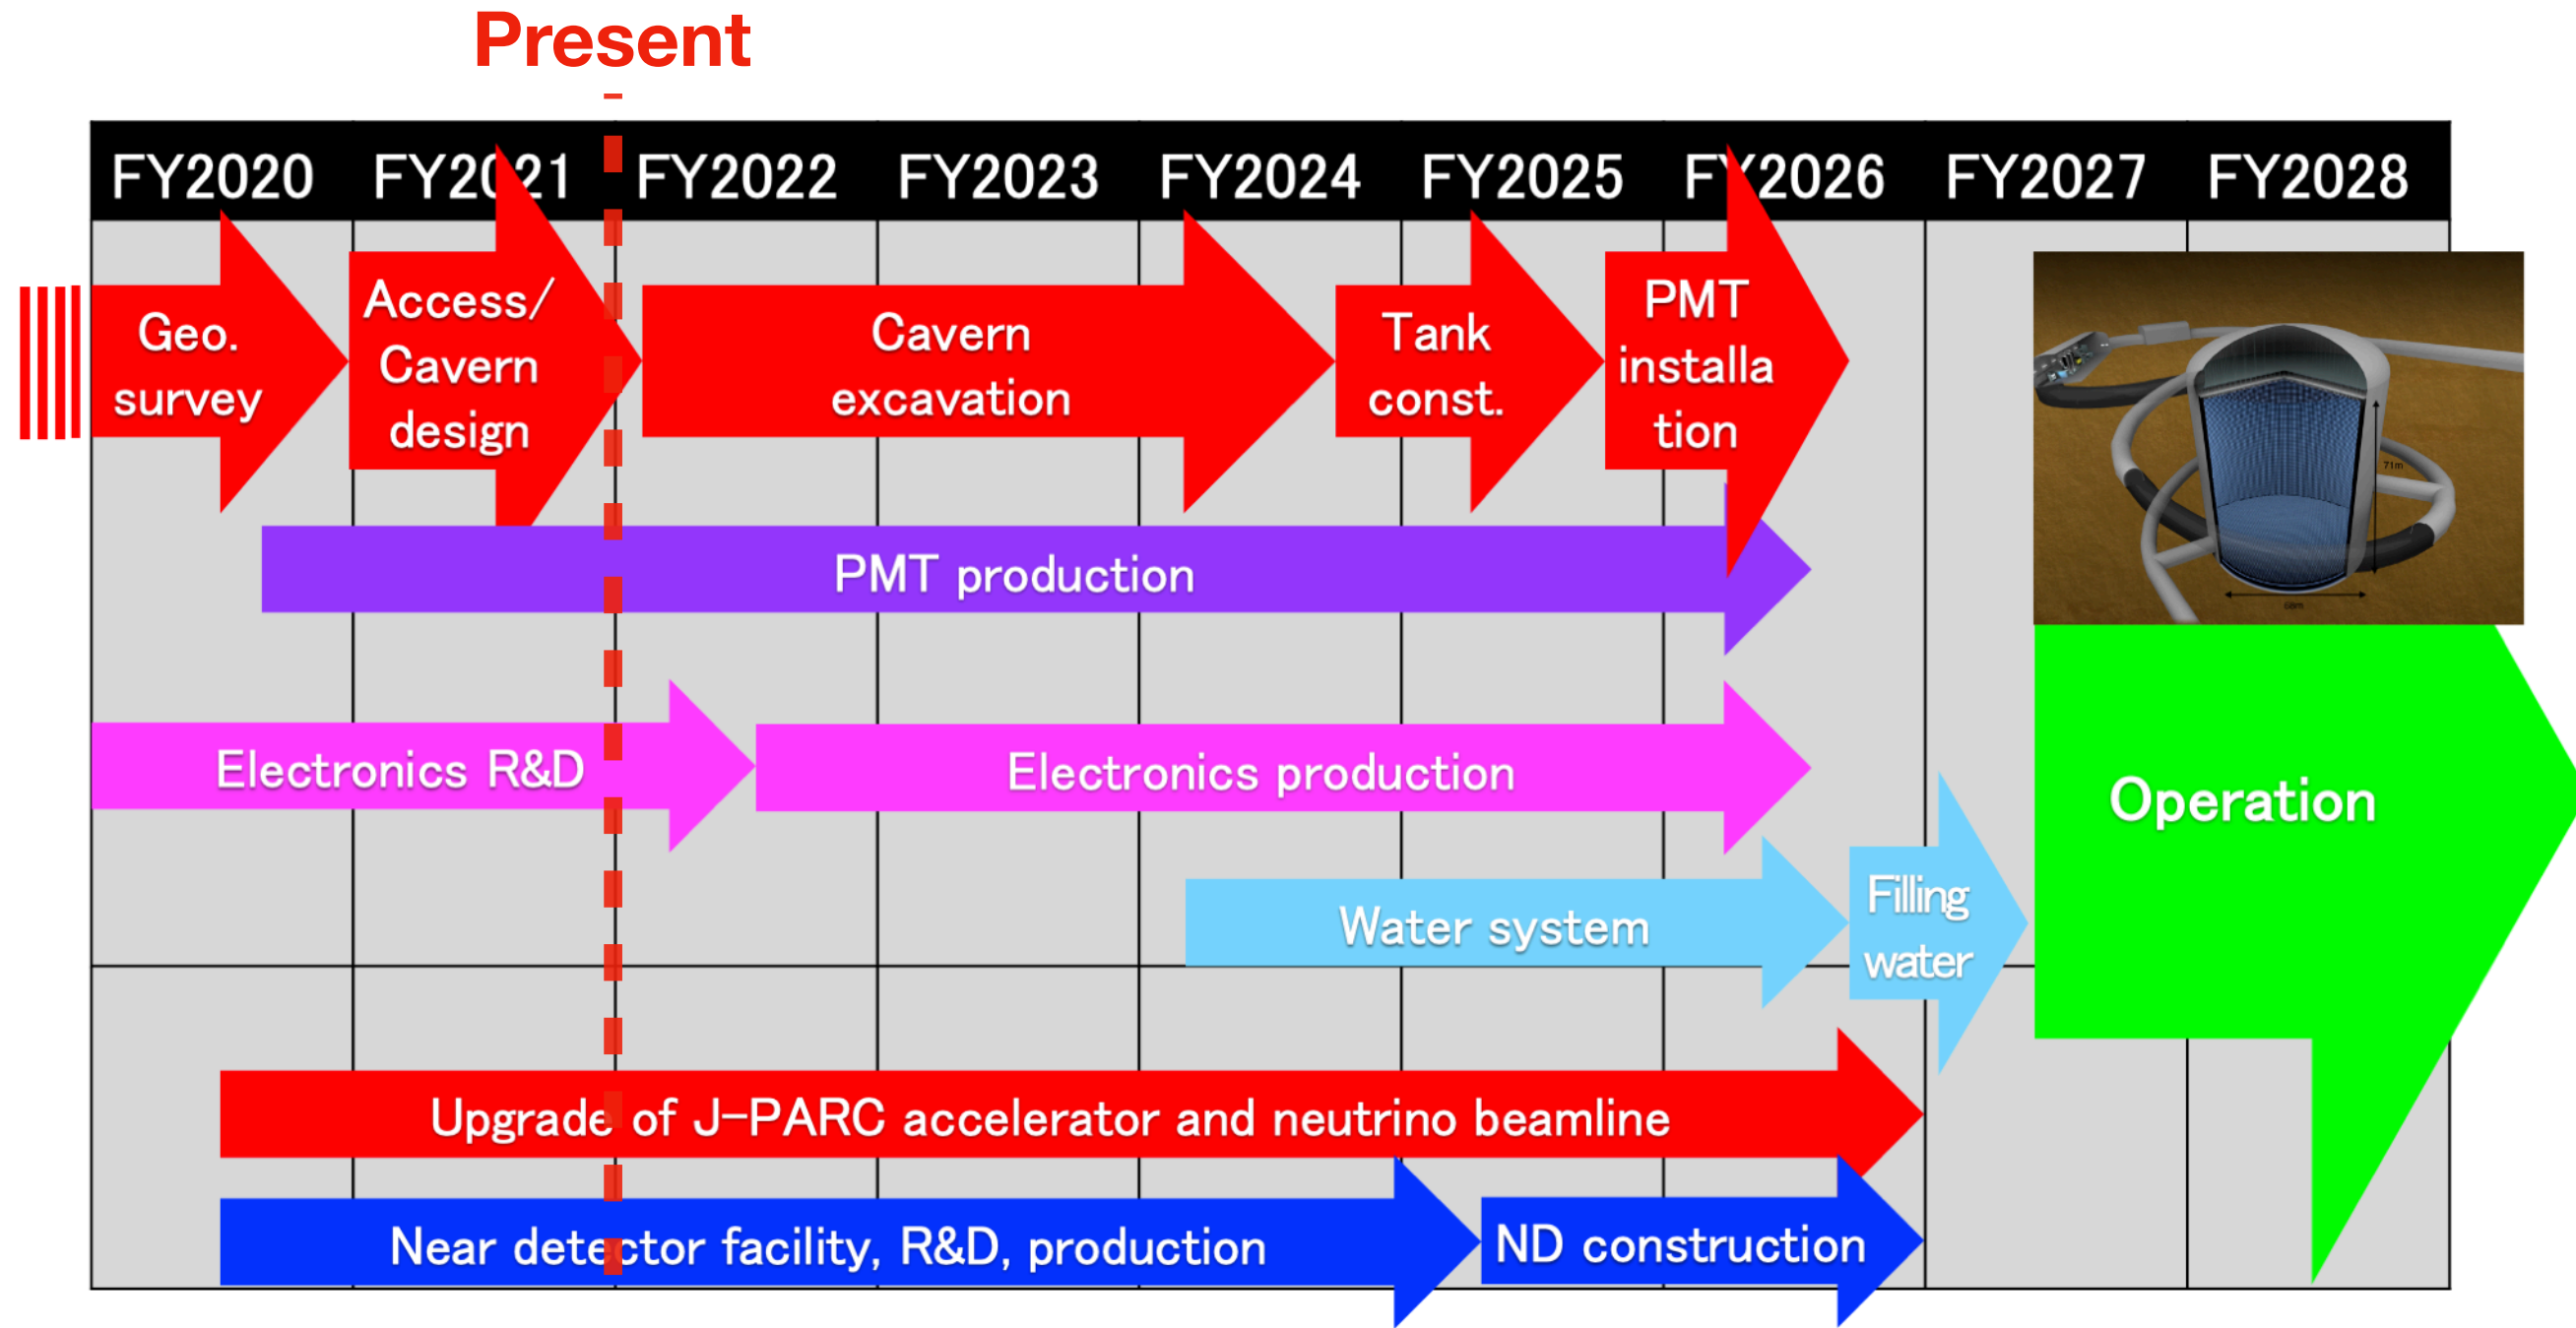 Present
FY2020 FY2021 FY2022 FY2023 FY2024 FY2025 FY2026 FY2027 FY2028
Geo.
survey
Access/
Cavern
design
Cavern
excavation
Tank
const.
PMT
installa
tion
71m
68m
PMT production
Electronics R&D
Electronics production
Operation
Water system
Filling
water
Upgrade of J-PARC accelerator and neutrino beamline
Near detector facility, R&D, production
ND construction